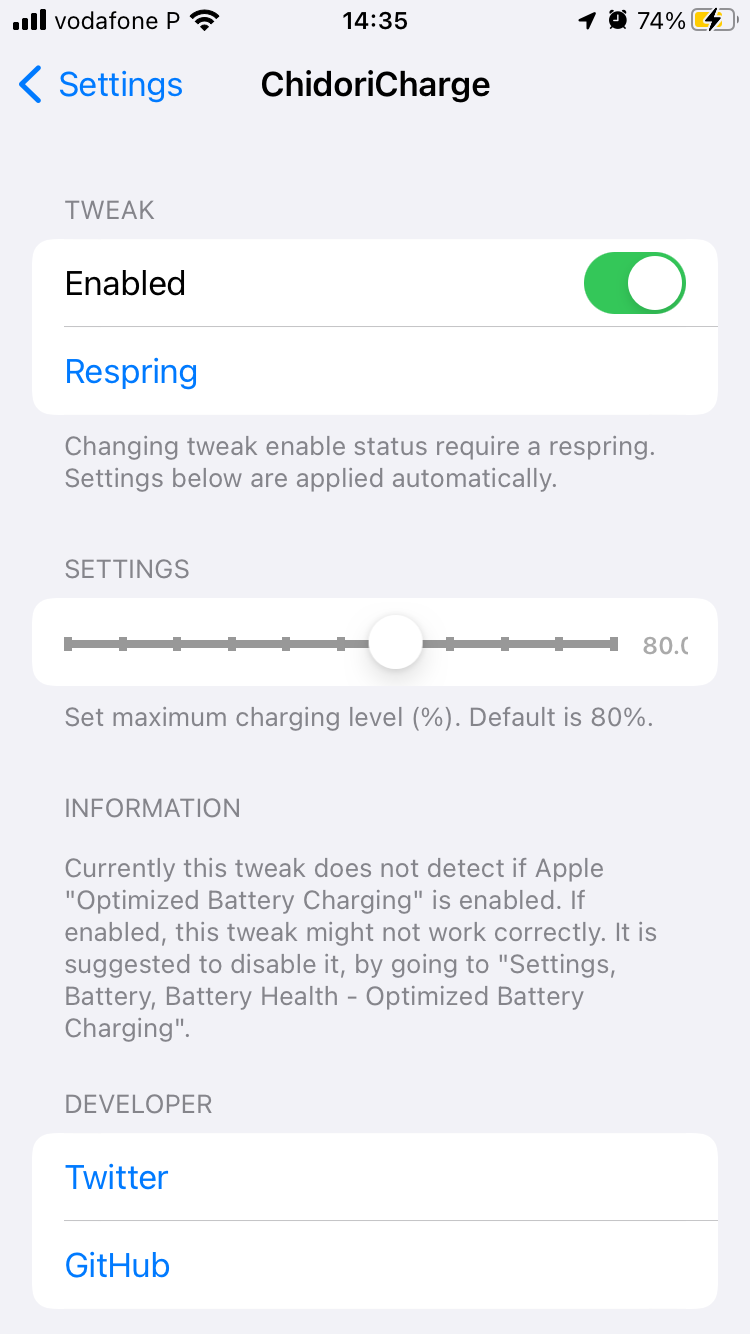 vodafone P 14:35 74%
Settings ChidoriCharge
TWEAK
Enabled
Respring
Changing tweak enable status require a respring.
Settings below are applied automatically.
SETTINGS
80.0
Set maximum charging level (%). Default is 80%.
INFORMATION
Currently this tweak does not detect if Apple
"Optimized Battery Charging" is enabled. If
enabled, this tweak might not work correctly. It is
suggested to disable it, by going to "Settings,
Battery, Battery Health - Optimized Battery
Charging".
DEVELOPER
Twitter
GitHub